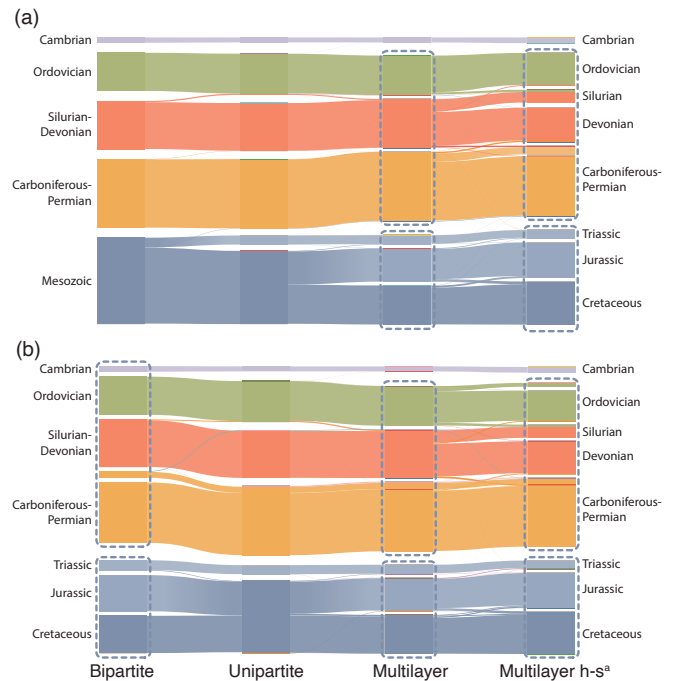 (a)
Cambrian
Ordovician
Silurian-
Devonian
Carboniferous-
Permian
Mesozoic
Cambrian
Ordovician
Silurian
Devonian
Carboniferous-
Permian
Triassic
Jurassic
Cretaceous
(b)
Cambrian
Ordovician
Silurian-
Devonian
Carboniferous-
Permian
Triassic
Jurassic
Cretaceous
Cambrian
Ordovician
Silurian
Devonian
Carboniferous-
Permian
Triassic
Jurassic
Cretaceous
Bipartite Unipartite Multilayer Multilayer h-sª